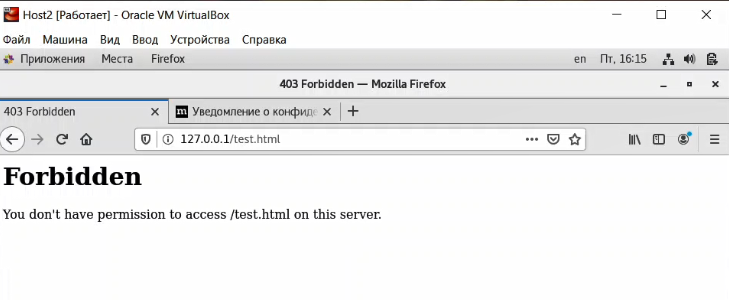 Host2 [Работает] - Oracle VM VirtualBox
Файл Машина Вид Ввод Устройства Справка
Приложения Места Firefox en Пт, 16:15
403 Forbidden — Mozilla Firefox
403 Forbidden Уведомление о конфиде
127.0.0.1/test.html
Forbidden
You don't have permission to access /test.html on this server.